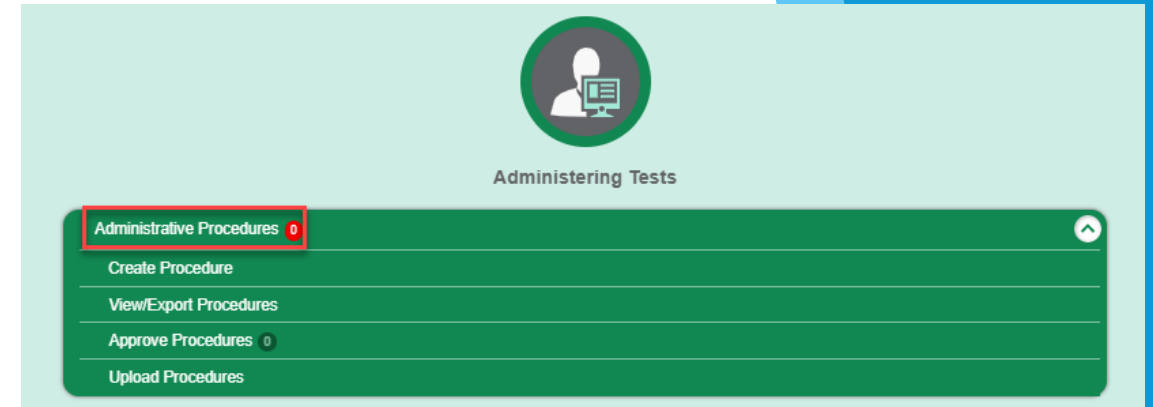 Administering Tests
Administrative Procedures 0
Create Procedure
View/Export Procedures
Approve Procedures 0
Upload Procedures